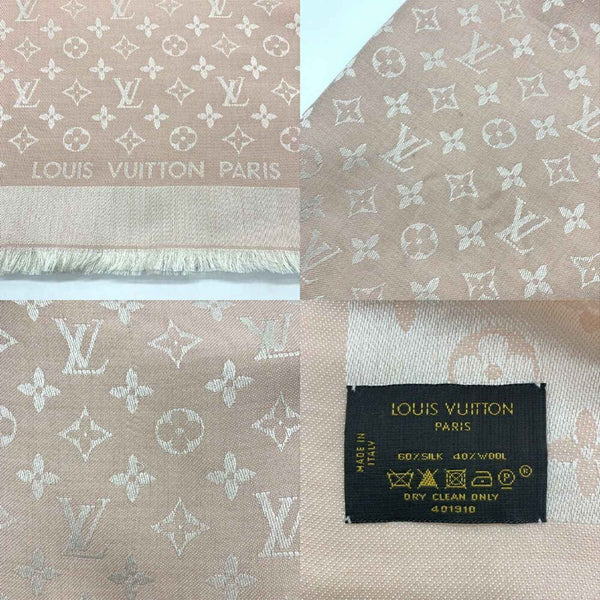 LOUIS VUITTON PARIS
LOUIS VUITTON
PARIS
MADE IN
ITALY
60%SILK 40%WOOL
P®
DRY CLEAN ONLY
401910